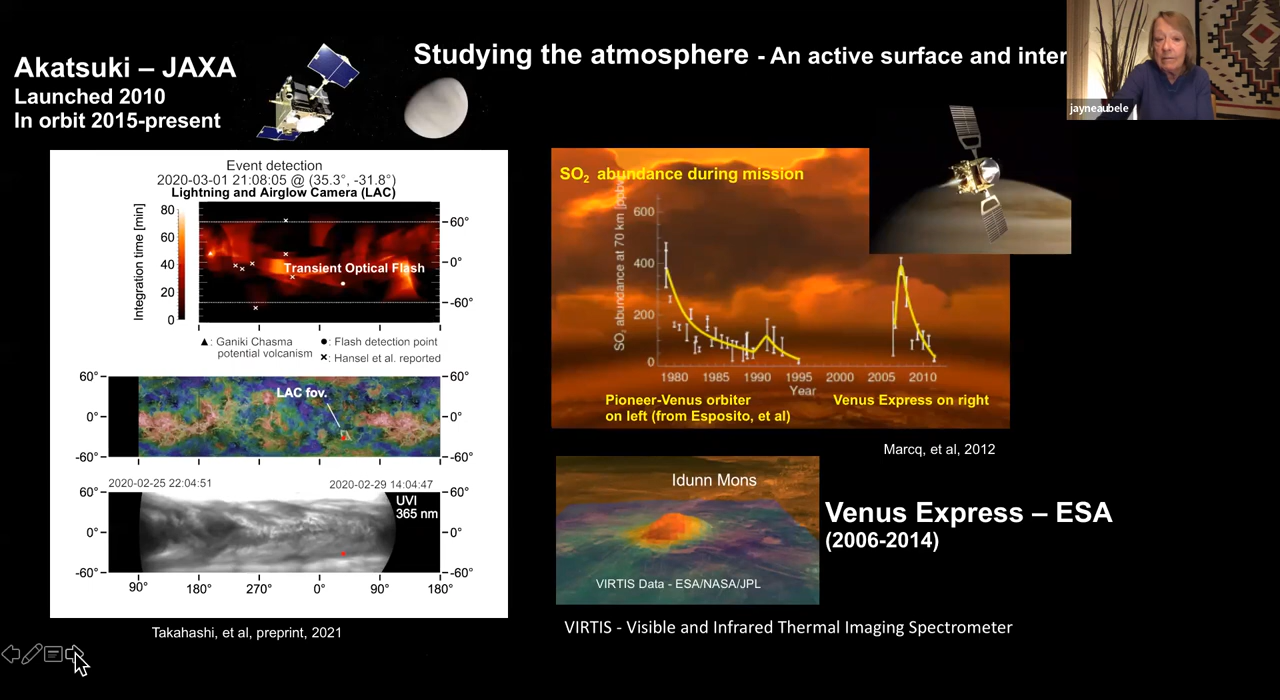 Akatsuki – JAXA
Launched 2010
In orbit 2015-present
Studying the atmosphere - An active surface and inter
jayneaubele
Event detection
2020-03-01 21:08:05 @ (35.3°, -31.8°)
Lightning and Airglow Camera (LAC)
Integration time [min]
80
60
40
20
0
60°
0°
-60°
Transient Optical Flash
▲: Ganiki Chasma
potential volcanism
●: Flash detection point
×: Hansel et al. reported
60°
0°
-60°
LAC fov.
60°
0°
-60°
2020-02-25 22:04:51
2020-02-29 14:04:47
60°
0°
-60°
UVI
365 nm
60°
0°
-60°
90°
180°
270°
0°
90°
180°
Takahashi, et al, preprint, 2021
SO2 abundance during mission
SO2 abundance at 70 km [ppbv]
600
400
200
0
1980
1985
1990
1995
2000
2005
2010
Year
Pioneer-Venus orbiter
on left (from Esposito, et al)
Venus Express on right
Marcq, et al, 2012
Idunn Mons
VIRTIS Data - ESA/NASA/JPL
Venus Express – ESA
(2006-2014)
VIRTIS - Visible and Infrared Thermal Imaging Spectrometer